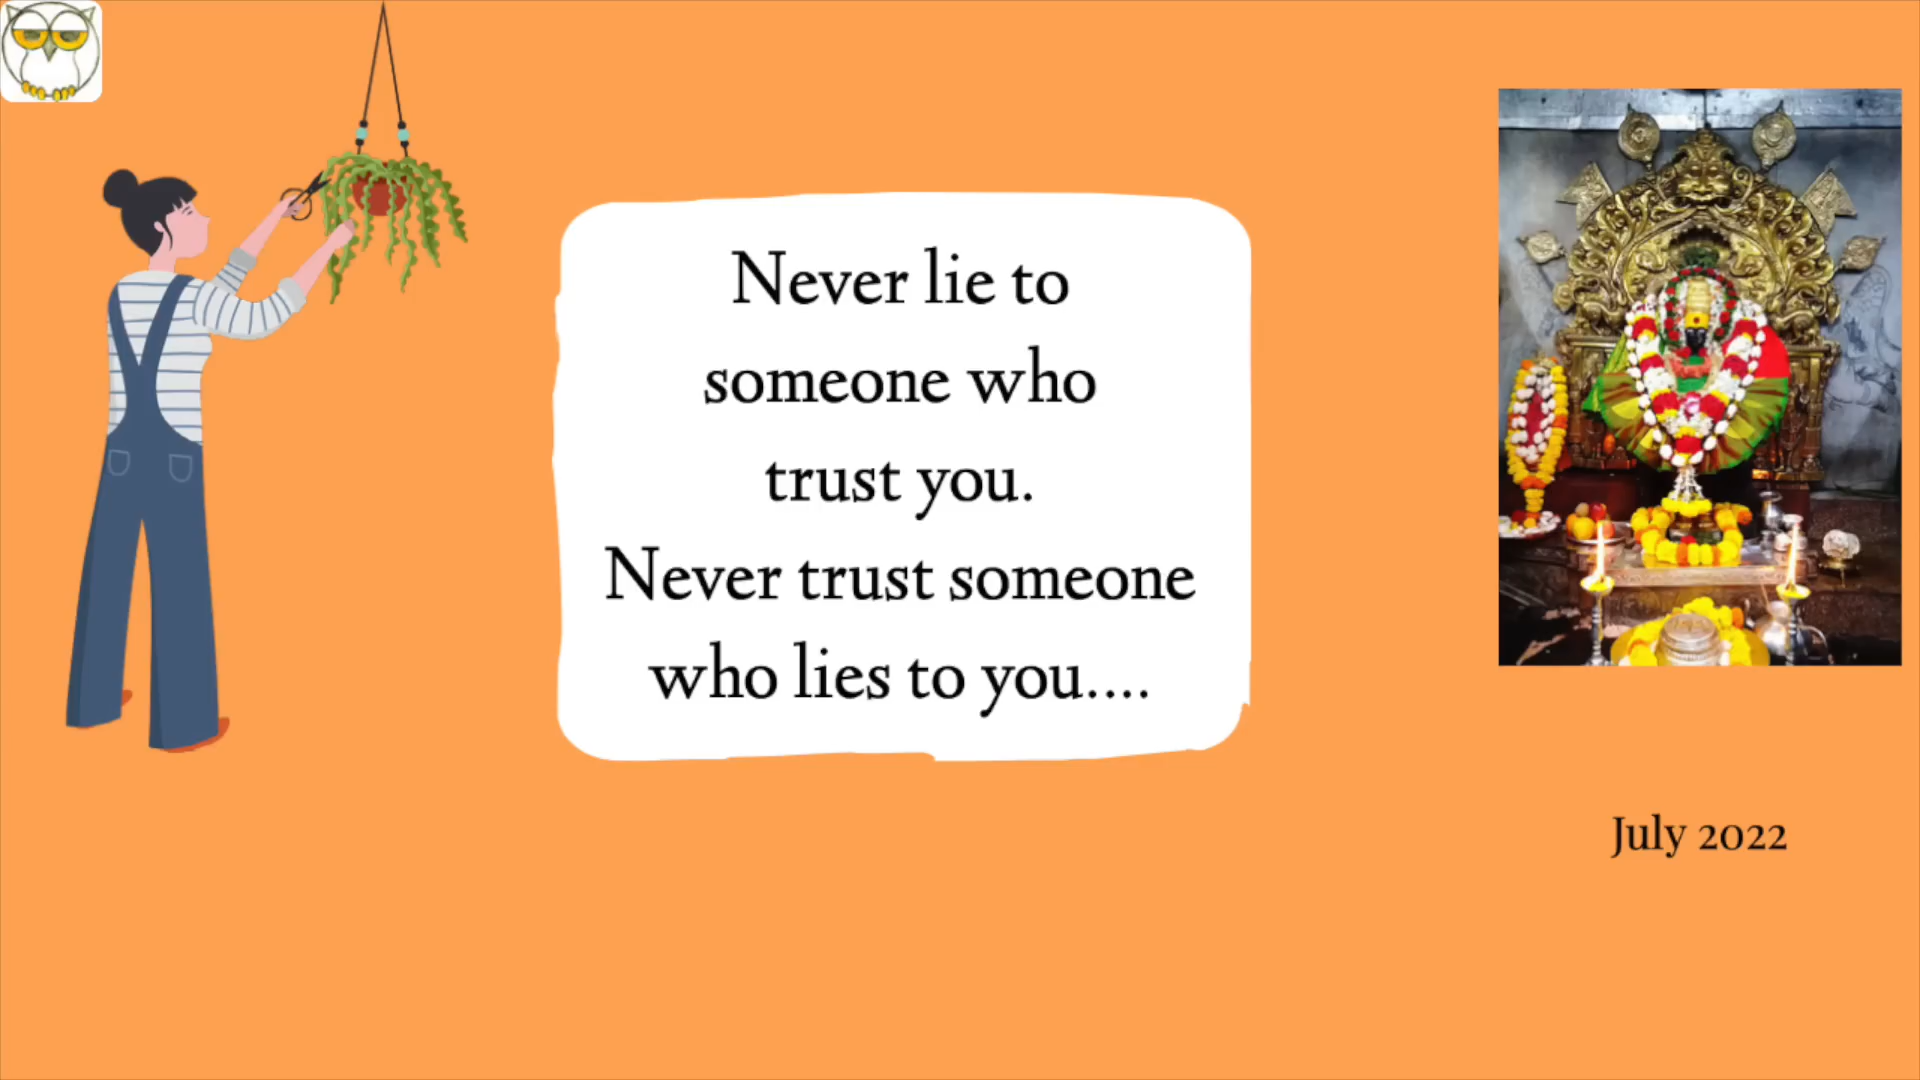 Never lie to
someone who
trust you.
Never trust someone
who lies to you....
July 2022